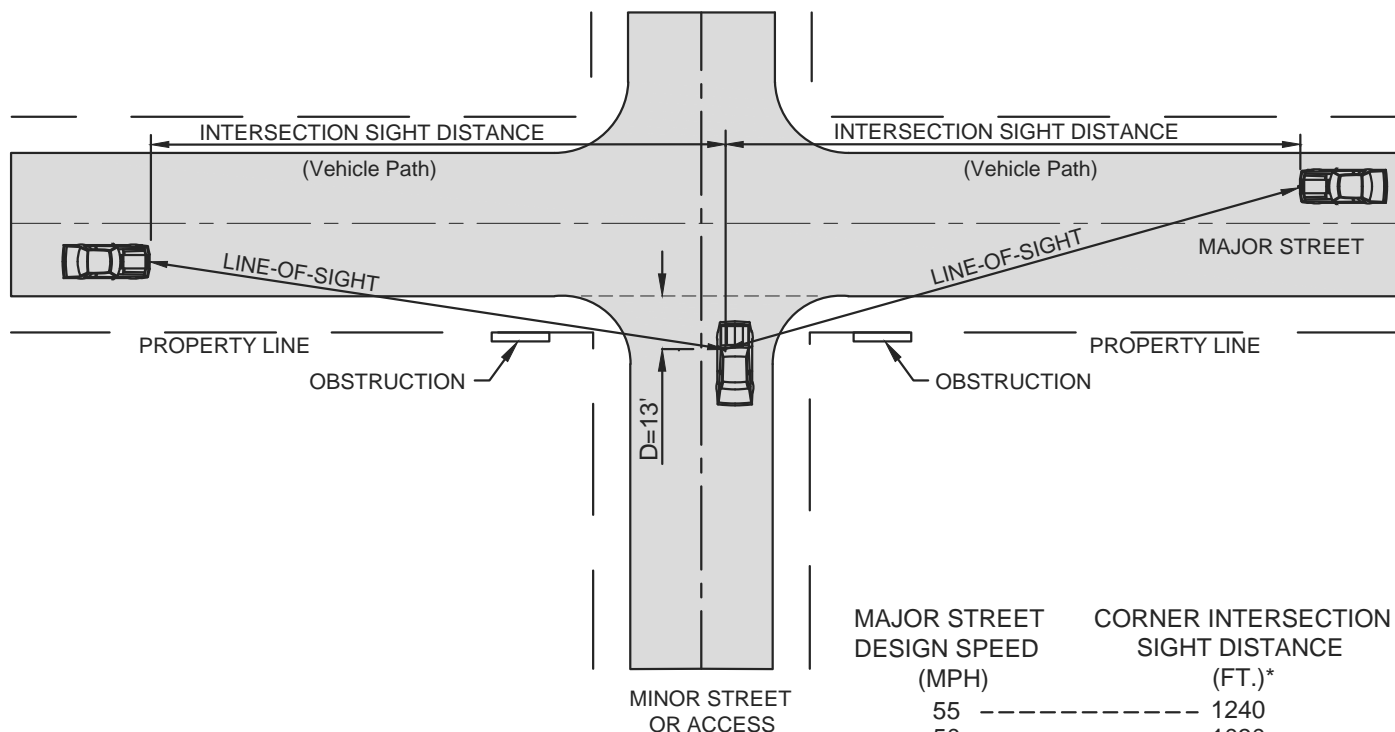 INTERSECTION SIGHT DISTANCE
(Vehicle Path)
INTERSECTION SIGHT DISTANCE
(Vehicle Path)
LINE-OF-SIGHT
LINE-OF-SIGHT
MAJOR STREET
PROPERTY LINE
OBSTRUCTION
D=13'
PROPERTY LINE
OBSTRUCTION
MINOR STREET
OR ACCESS
MAJOR STREET
DESIGN SPEED
(MPH)
CORNER INTERSECTION
SIGHT DISTANCE
(FT.)*
55 ––––––––––– 1240